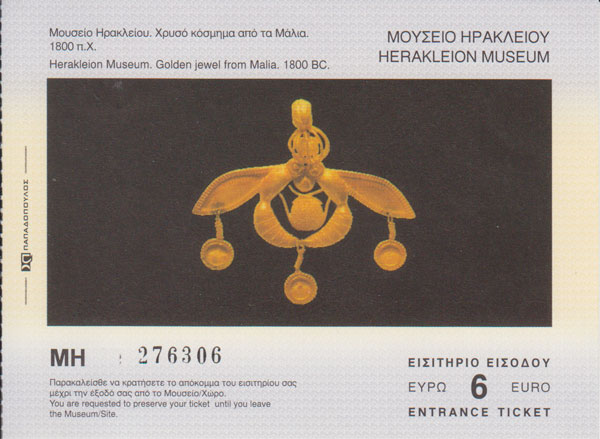 Μουσείο Ηρακλείου. Χρυσό κόσμημα από τα Μάλια.
1800 π.Χ.
Herakleion Museum. Golden jewel from Malia. 1800 BC.
ΜΟΥΣΕΙΟ ΗΡΑΚΛΕΙΟΥ
HERAKLEION MUSEUM
ΠΑΠΑΔΟΠΟΥΛΟΣ
ΜΗ 276306
Παρακαλείσθε να κρατήσετε το απόκομμα του εισιτηρίου σας
μέχρι την έξοδό σας από το Μουσείο/Χώρο.
You are requested to preserve your ticket until you leave
the Museum/Site.
ΕΙΣΙΤΗΡΙΟ ΕΙΣΟΔΟΥ
ΕΥΡΩ 6 EURO
ENTRANCE TICKET